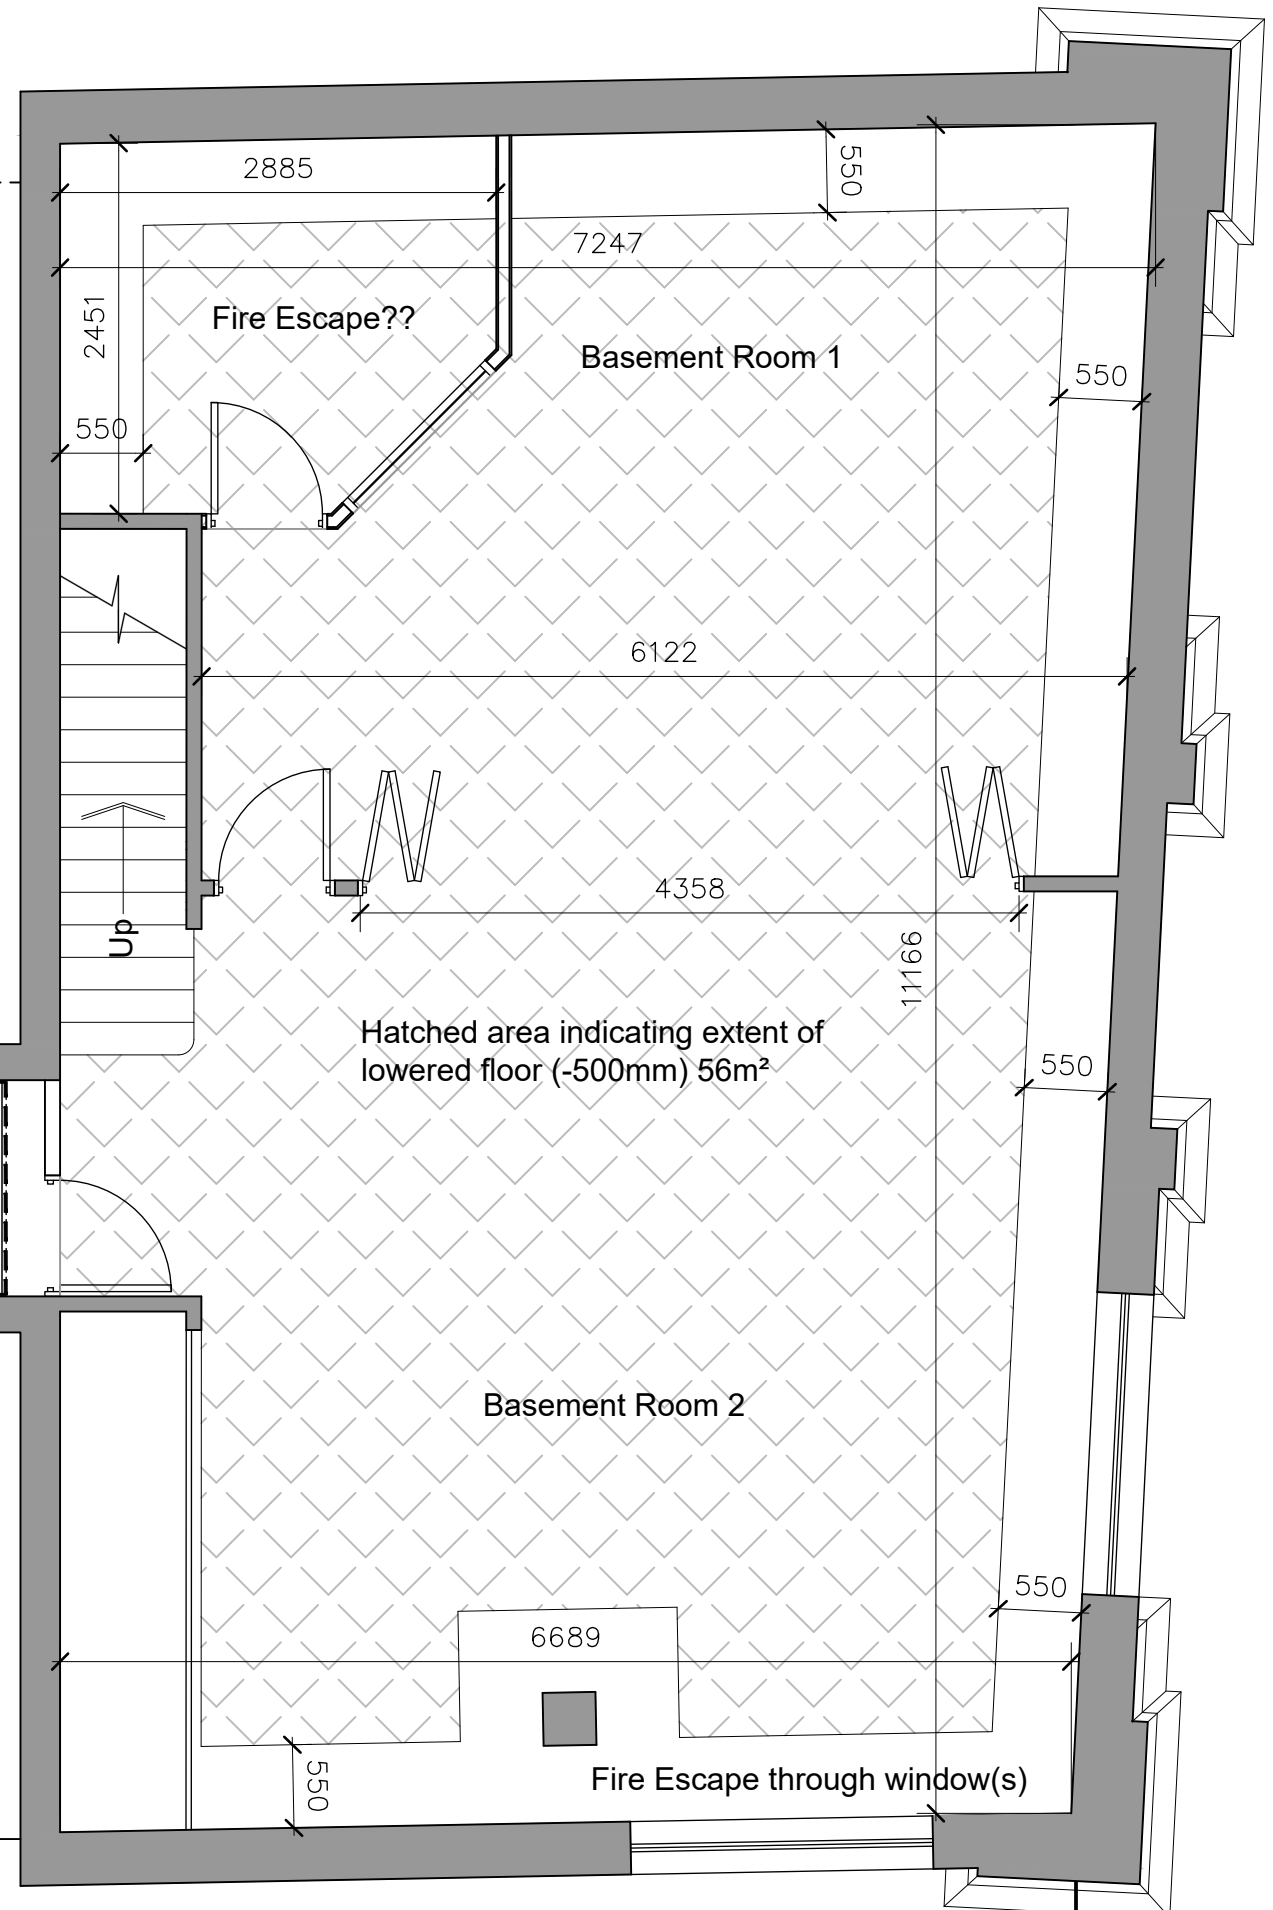 2885
550
7247
2451
Fire Escape??
Basement Room 1
550
550
6122
4358
Up
11166
Hatched area indicating extent of
lowered floor (-500mm) 56m²
550
Basement Room 2
550
6689
550
Fire Escape through window(s)